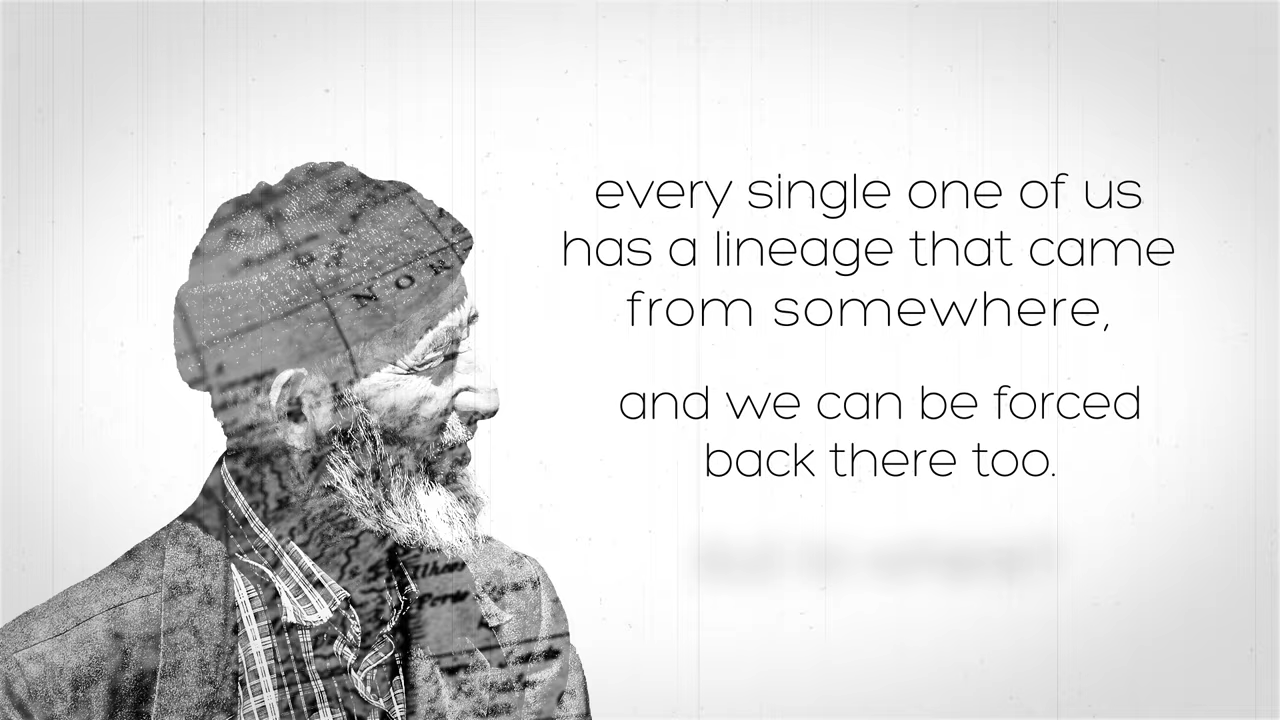 every single one of us
has a lineage that came
from somewhere,
and we can be forced
back there too.
NOR